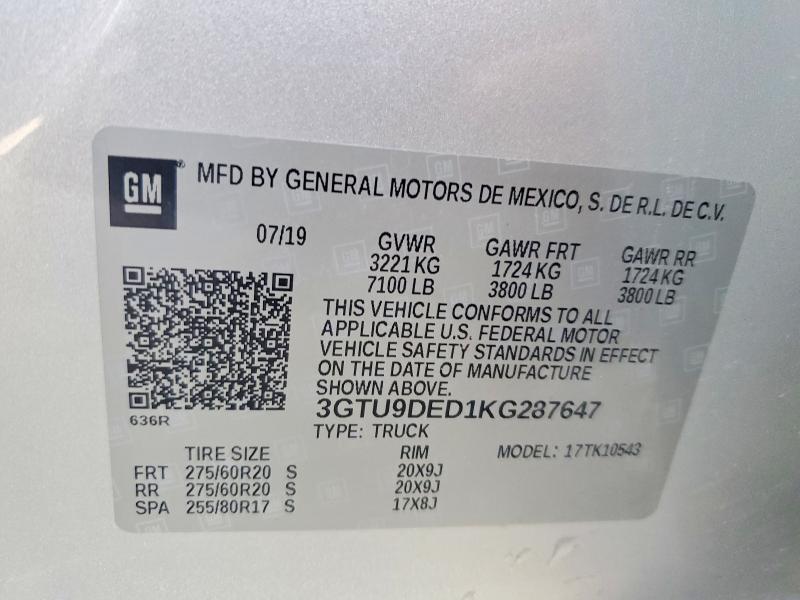 GM MFD BY GENERAL MOTORS DE MEXICO, S. DE R.L. DE C.V.
07/19 GVWR GAWR FRT GAWR RR
3221 KG 1724 KG 1724 KG
7100 LB 3800 LB 3800 LB
THIS VEHICLE CONFORMS TO ALL
APPLICABLE U.S. FEDERAL MOTOR
VEHICLE SAFETY STANDARDS IN EFFECT
ON THE DATE OF MANUFACTURE
SHOWN ABOVE.
636R
3GTU9DED1KG287647
TYPE: TRUCK
TIRE SIZE RIM MODEL: 17TK10543
FRT 275/60R20 S 20X9J
RR 275/60R20 S 20X9J
SPA 255/80R17 S 17X8J